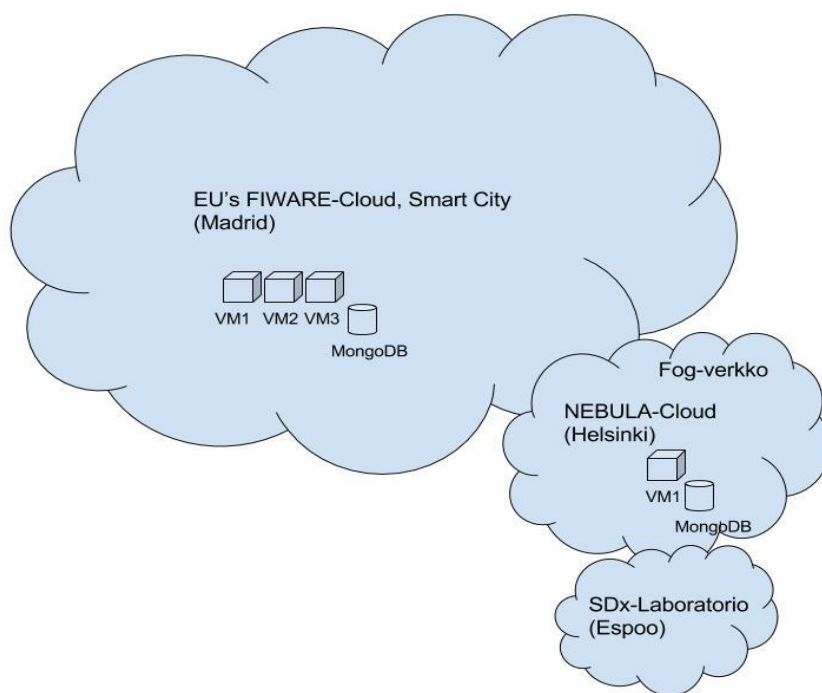 EU's FIWARE-Cloud, Smart City
(Madrid)
VM1 VM2 VM3
MongoDB
Fog-verkko
NEBULA-Cloud
(Helsinki)
VM1
MongoDB
SDx-Laboratorio
(Espoo)